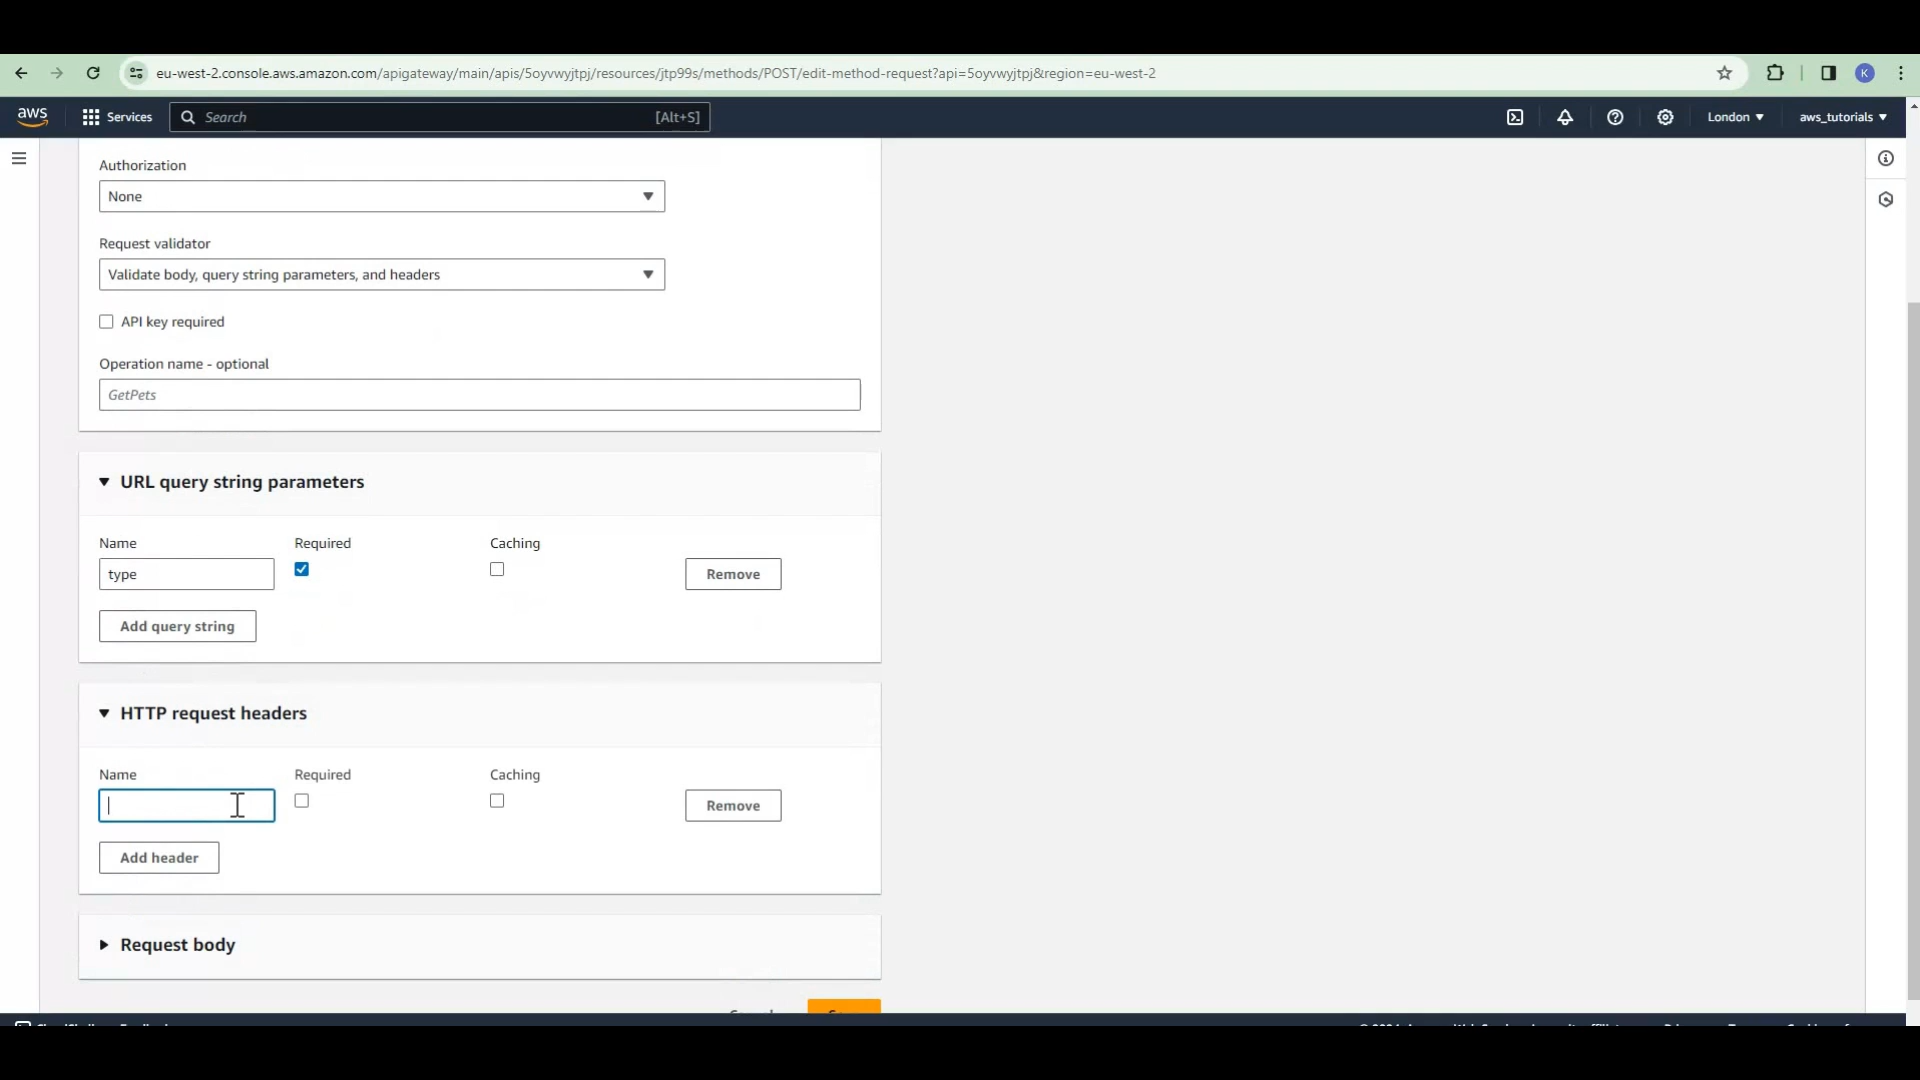 eu-west-2.console.aws.amazon.com/apigateway/main/apis/5oyvwyjtpj/resources/jtp99s/methods/POST/edit-method-request?api=5oyvwyjtpj&region=eu-west-2
K
aws
Services
Search
[Alt+S]
London
aws_tutorials
Authorization
None
Request validator
Validate body, query string parameters, and headers
API key required
Operation name - optional
GetPets
URL query string parameters
Name Required Caching
type
Remove
Add query string
HTTP request headers
Name Required Caching
Remove
Add header
Request body